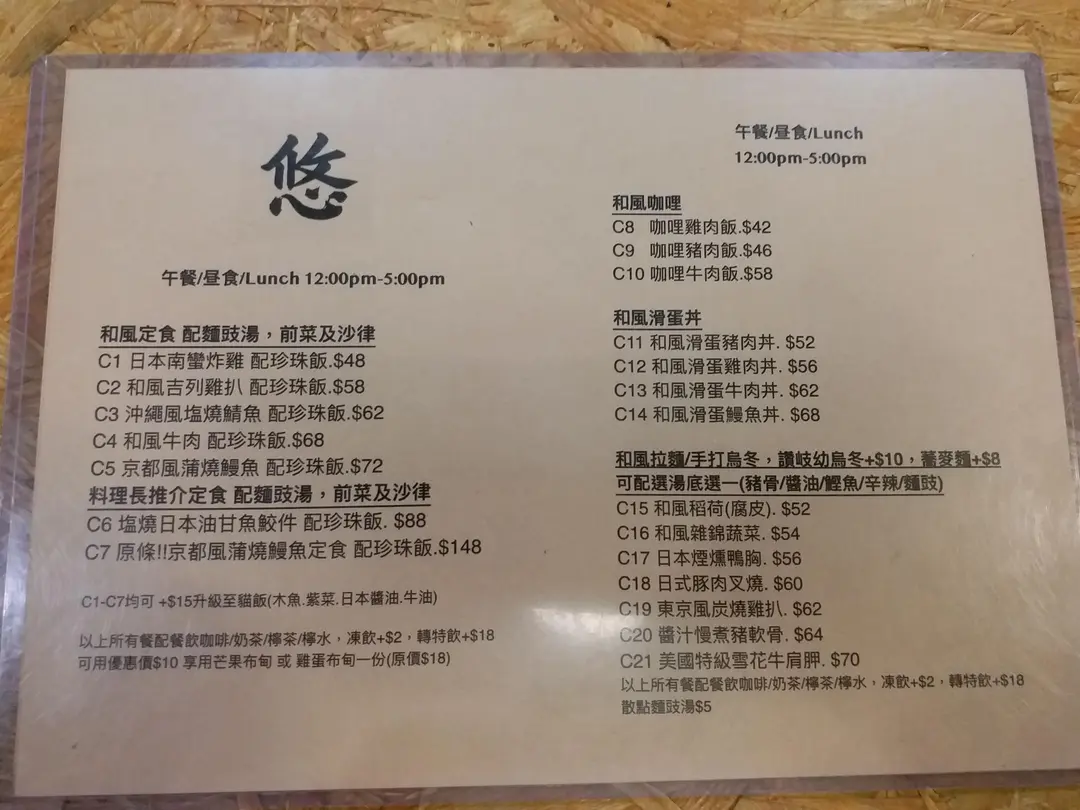 悠
午餐/昼食/Lunch 12:00pm-5:00pm
和風定食 配麵豉湯，前菜及沙律
C1 日本南蠻炸雞 配珍珠飯.$48
C2 和風吉列雞扒 配珍珠飯.$58
C3 沖繩風塩燒鯖魚 配珍珠飯.$62
C4 和風牛肉 配珍珠飯.$68
C5 京都風蒲燒鰻魚 配珍珠飯.$72
料理長推介定食 配麵豉湯，前菜及沙律
C6 塩燒日本油甘魚鮫件 配珍珠飯. $88
C7 原條!!京都風蒲燒鰻魚定食 配珍珠飯.$148
C1-C7均可 +$15升級至貓飯(木魚.紫菜.日本醬油.牛油)
以上所有餐配餐飲咖啡/奶茶/檸茶/檸水，凍飲+$2，轉特飲+$18
可用優惠價$10 享用芒果布甸 或 雞蛋布甸一份(原價$18)
午餐/昼食/Lunch
12:00pm-5:00pm
和風咖哩
C8 咖哩雞肉飯.$42
C9 咖哩豬肉飯.$46
C10 咖哩牛肉飯.$58
和風滑蛋丼
C11 和風滑蛋豬肉丼. $52
C12 和風滑蛋雞肉丼. $56
C13 和風滑蛋牛肉丼. $62
C14 和風滑蛋鰻魚丼. $68
和風拉麵/手打烏冬，讚岐幼烏冬+$10，蕎麥麵+$8
可配選湯底選一(豬骨/醬油/鰹魚/辛辣/麵豉)
C15 和風稻荷(腐皮). $52
C16 和風雜錦蔬菜. $54
C17 日本煙燻鴨胸. $56
C18 日式豚肉叉燒. $60
C19 東京風炭燒雞扒. $62
C20 醬汁慢煮豬軟骨. $64
C21 美國特級雪花牛肩胛. $70
以上所有餐配餐飲咖啡/奶茶/檸茶/檸水，凍飲+$2，轉特飲+$18
散點麵豉湯$5